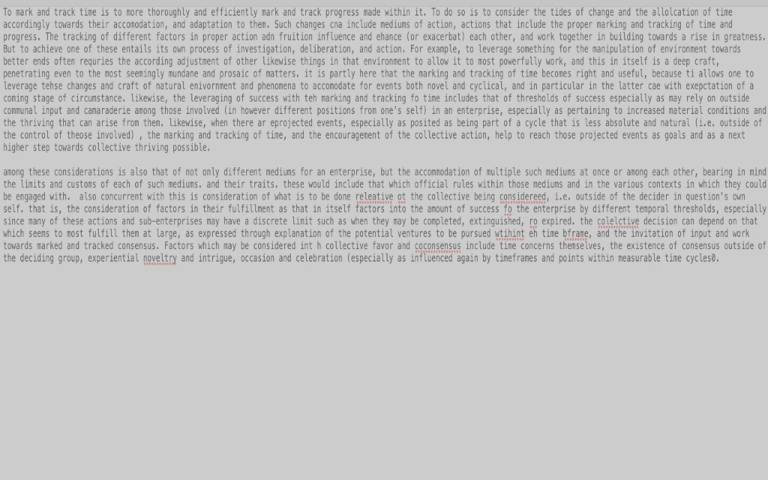 To mark and track time is to more thoroughly and efficiently mark and track progress made within it. To do so is to consider the tides of change and the allolcation of time
accordingly towards their accomodation, and adaptation to them. Such changes cna include mediums of action, actions that include the proper marking and tracking of time and
progress. The tracking of different factors in proper action adn fruition influence and ehance (or exacerbat) each other, and work together in building towards a rise in greatness.
But to achieve one of these entails its own process of investigation, deliberation, and action. For example, to leverage something for the manipulation of environment towards
better ends often requries the according adjustment of other likewise things in that environment to allow it to most powerfully work, and this in itself is a deep craft,
penetrating even to the most seemingly mundane and prosaic of matters. it is partly here that the marking and tracking of time becomes right and useful, because ti allows one to
leverage tehse changes and craft of natural enivornment and phenomena to accomodate for events both novel and cyclical, and in particular in the latter cae with exepctation of a
coming stage of circumstance. likewise, the leveraging of success with teh marking and tracking fo time includes that of thresholds of success especially as may rely on outside
communal input and camaraderie among those involved (in however different positions from one's self) in an enterprise, especially as pertaining to increased material conditions and
the thriving that can arise from them. likewise, when there ar eprojected events, especially as posited as being part of a cycle that is less absolute and natural (i.e. outside of
the control of theose involved) , the marking and tracking of time, and the encouragement of the collective action, help to reach those projected events as goals and as a next
higher step towards collective thriving possible.
among these considerations is also that of not only different mediums for an enterprise, but the accommodation of multiple such mediums at once or among each other, bearing in mind
the limits and customs of each of such mediums. and their traits. these would include that which official rules within those mediums and in the various contexts in which they could
be engaged with. also concurrent with this is consideration of what is to be done releative ot the collective being considereed, i.e. outside of the decider in question's own
self. that is, the consideration of factors in their fulfillment as that in itself factors into the amount of success fo the enterprise by different temporal thresholds, especially
since many of these actions and sub-enterprises may have a discrete limit such as when they may be completed, extinguished, ro expired. the colelctive decision can depend on that
which seems to most fulfill them at large, as expressed through explanation of the potential ventures to be pursued wtihint eh time bframe, and the invitation of input and work
towards marked and tracked consensus. Factors which may be considered int h collective favor and coconsensus include time concerns themselves, the existence of consensus outside of
the deciding group, experiential noveltry and intrigue, occasion and celebration (especially as influenced again by timeframes and points within measurable time cycles0.